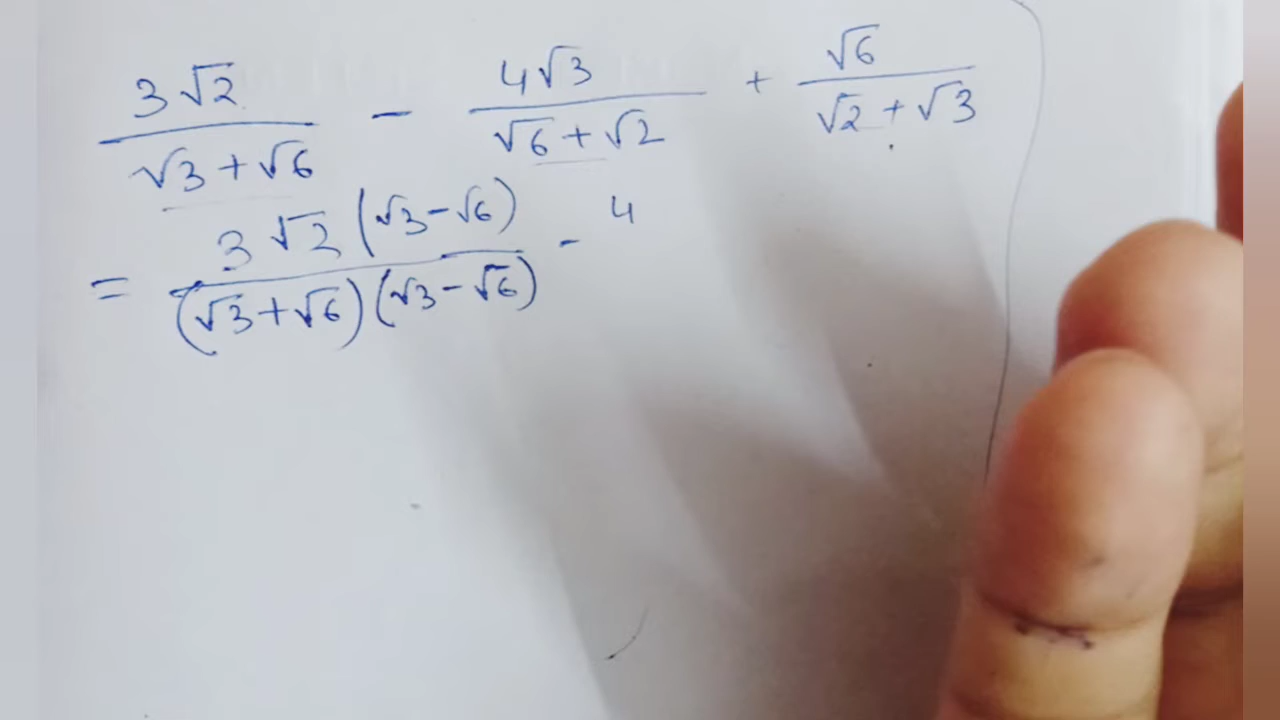 3√2/(√3+√6) - 4√3/(√6+√2) + √6/(√2+√3)
= 3√2(√3-√6)/(√3+√6)(√3-√6) - 4